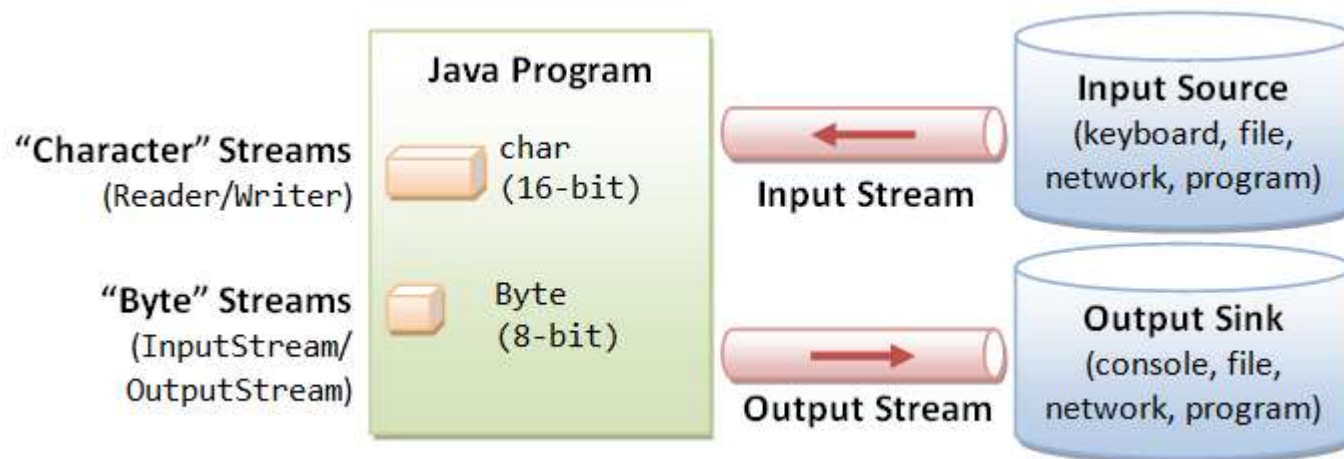 “Character” Streams
(Reader/Writer)
“Byte” Streams
(InputStream/
OutputStream)
Java Program
char
(16-bit)
Byte
(8-bit)
Input Stream
Output Stream
Input Source
(keyboard, file,
network, program)
Output Sink
(console, file,
network, program)